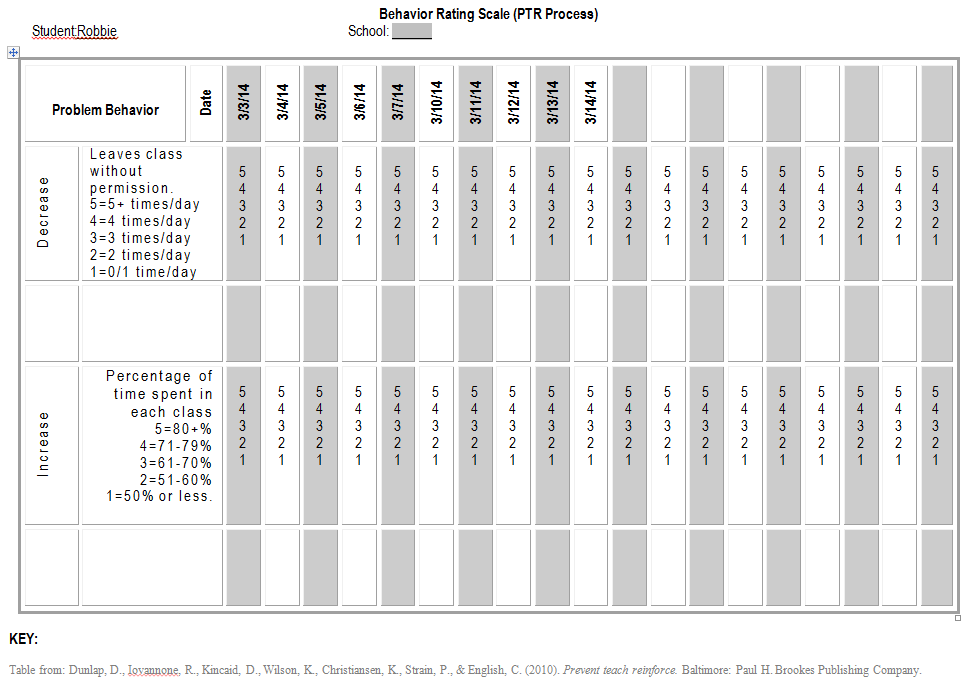 Behavior Rating Scale (PTR Process)
Student:Robbie
School:
Problem Behavior
Date
3/3/14
3/4/14
3/5/14
3/6/14
3/7/14
3/10/14
3/11/14
3/12/14
3/13/14
3/14/14
Decrease
Leaves class
without
permission.
5=5+ times/day
4=4 times/day
3=3 times/day
2=2 times/day
1=0/1 time/day
5 5 5 5 5 5 5 5 5 5 5 5 5 5 5 5 5 5 5
4 4 4 4 4 4 4 4 4 4 4 4 4 4 4 4 4 4 4
3 3 3 3 3 3 3 3 3 3 3 3 3 3 3 3 3 3 3
2 2 2 2 2 2 2 2 2 2 2 2 2 2 2 2 2 2 2
1 1 1 1 1 1 1 1 1 1 1 1 1 1 1 1 1 1 1
Increase
Percentage of
time spent in
each class
5=80+%
4=71-79%
3=61-70%
2=51-60%
1=50% or less.
5 5 5 5 5 5 5 5 5 5 5 5 5 5 5 5 5 5 5
4 4 4 4 4 4 4 4 4 4 4 4 4 4 4 4 4 4 4
3 3 3 3 3 3 3 3 3 3 3 3 3 3 3 3 3 3 3
2 2 2 2 2 2 2 2 2 2 2 2 2 2 2 2 2 2 2
1 1 1 1 1 1 1 1 1 1 1 1 1 1 1 1 1 1 1
KEY:
Table from: Dunlap, D., Iovannone, R., Kincaid, D., Wilson, K., Christiansen, K., Strain, P., & English, C. (2010). Prevent teach reinforce. Baltimore: Paul H. Brookes Publishing Company.